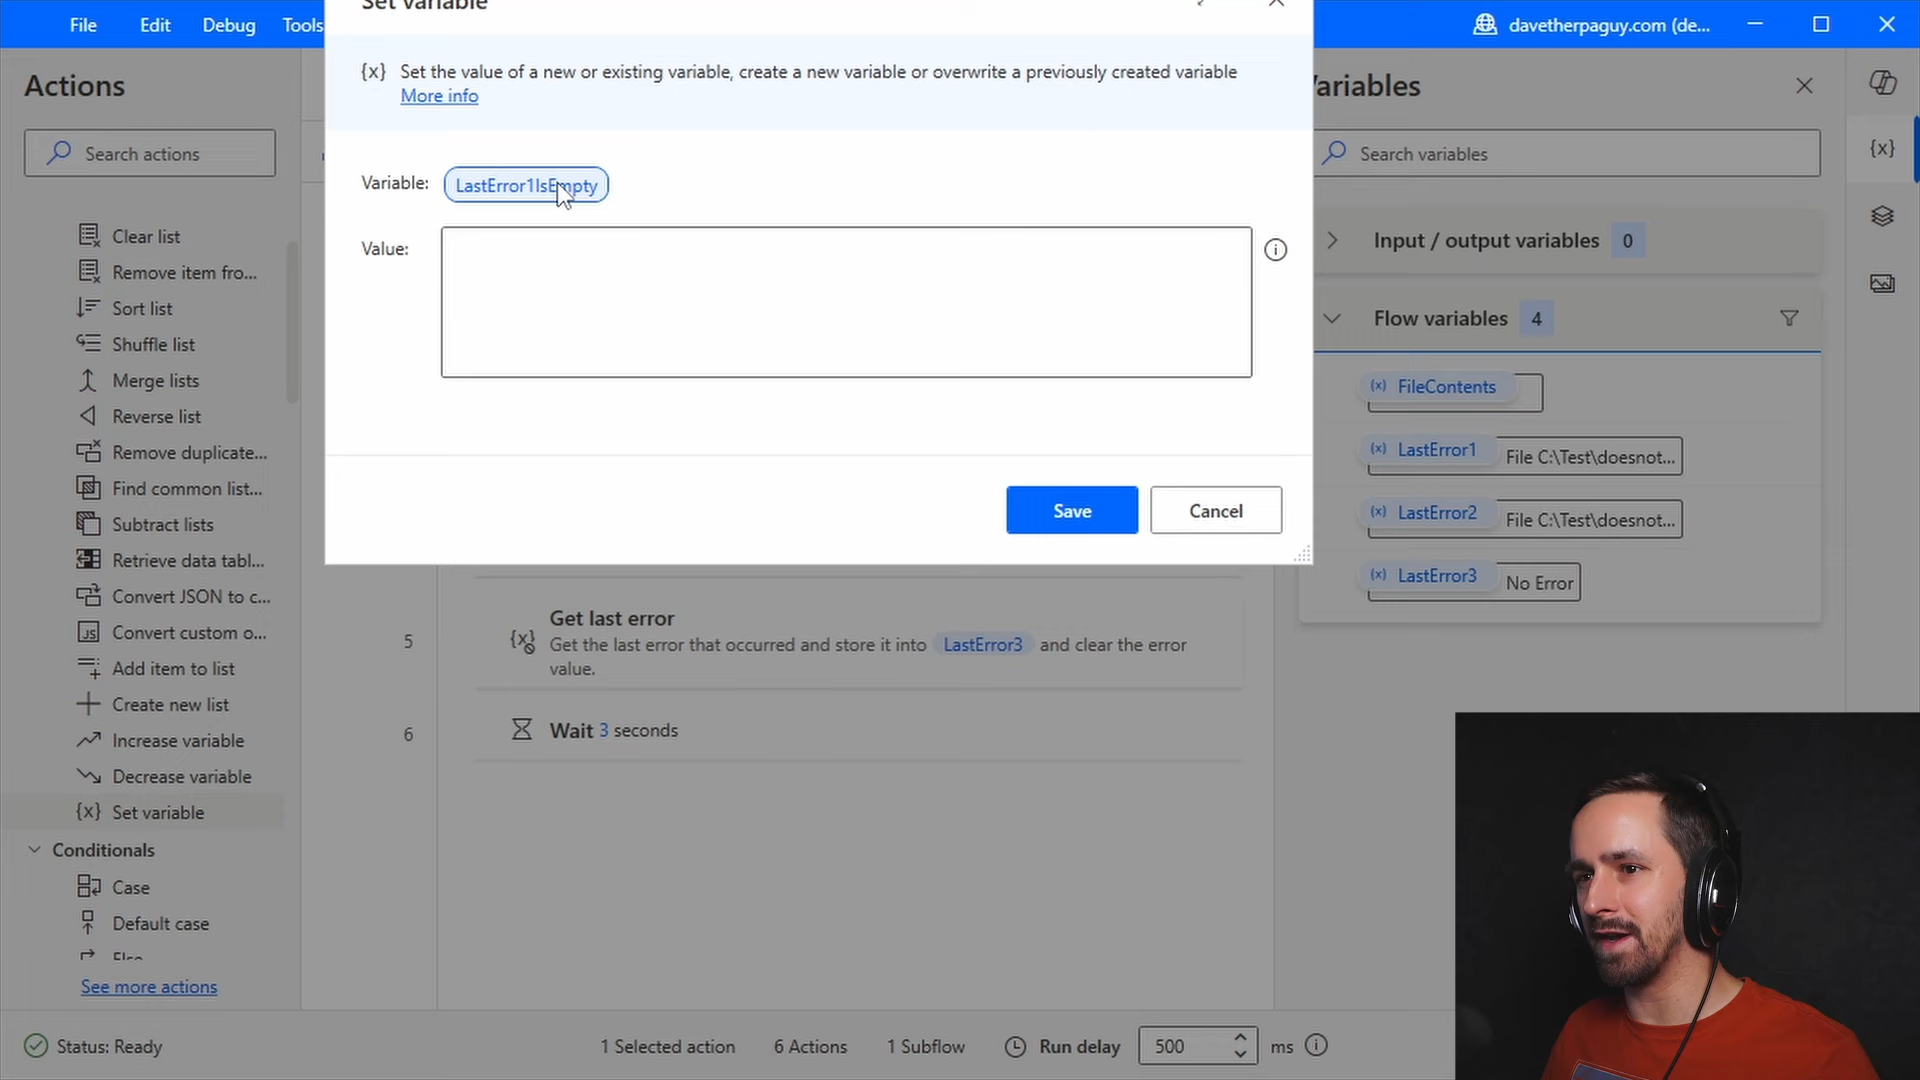 File Edit Debug Tools
davetherpaguy.com (de...
Actions
Search actions
Clear list
Remove item fro...
Sort list
Shuffle list
Merge lists
Reverse list
Remove duplicate...
Find common list...
Subtract lists
Retrieve data tabl...
Convert JSON to c...
JS Convert custom o...
Add item to list
Create new list
Increase variable
Decrease variable
{x} Set variable
Conditionals
Case
Default case
Else
See more actions
Set variable
{x} Set the value of a new or existing variable, create a new variable or overwrite a previously created variable
More info
Variable: LastError1IsEmpty
Value:
Save Cancel
5
Get last error
{x} Get the last error that occurred and store it into LastError3 and clear the error
value.
6 Wait 3 seconds
Variables
Search variables
{x}
Input / output variables 0
Flow variables 4
(x) FileContents
(x) LastError1 File C:\Test\doesnot...
(x) LastError2 File C:\Test\doesnot...
(x) LastError3 No Error
Status: Ready 1 Selected action 6 Actions 1 Subflow Run delay 500 ms